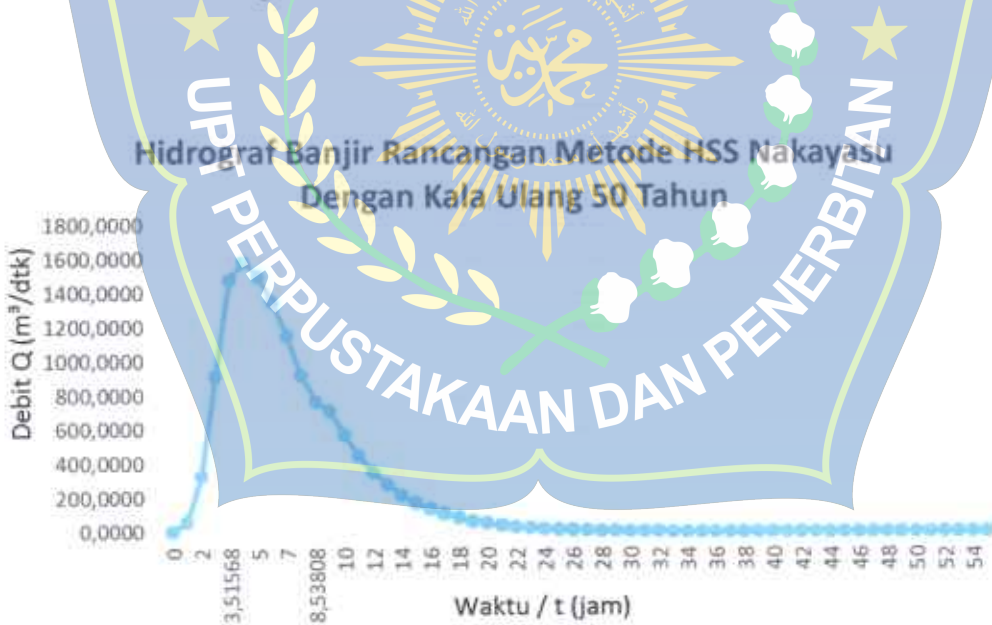 Hidrograf Banjir Rancangan Metode HSS Nakayasu
Dengan Kala Ulang 50 Tahun
UPT PERPUSTAKAAN DAN PENERBITAN
محمدية
Debit Q (m³/dtk)
1800,0000
1600,0000
1400,0000
1200,0000
1000,0000
800,0000
600,0000
400,0000
200,0000
0,0000
0 2 3,51568 5 7 8,53808 10 12 14 16 18 20 22 24 26 28 30 32 34 36 38 40 42 44 46 48 50 52 54
Waktu / t (jam)